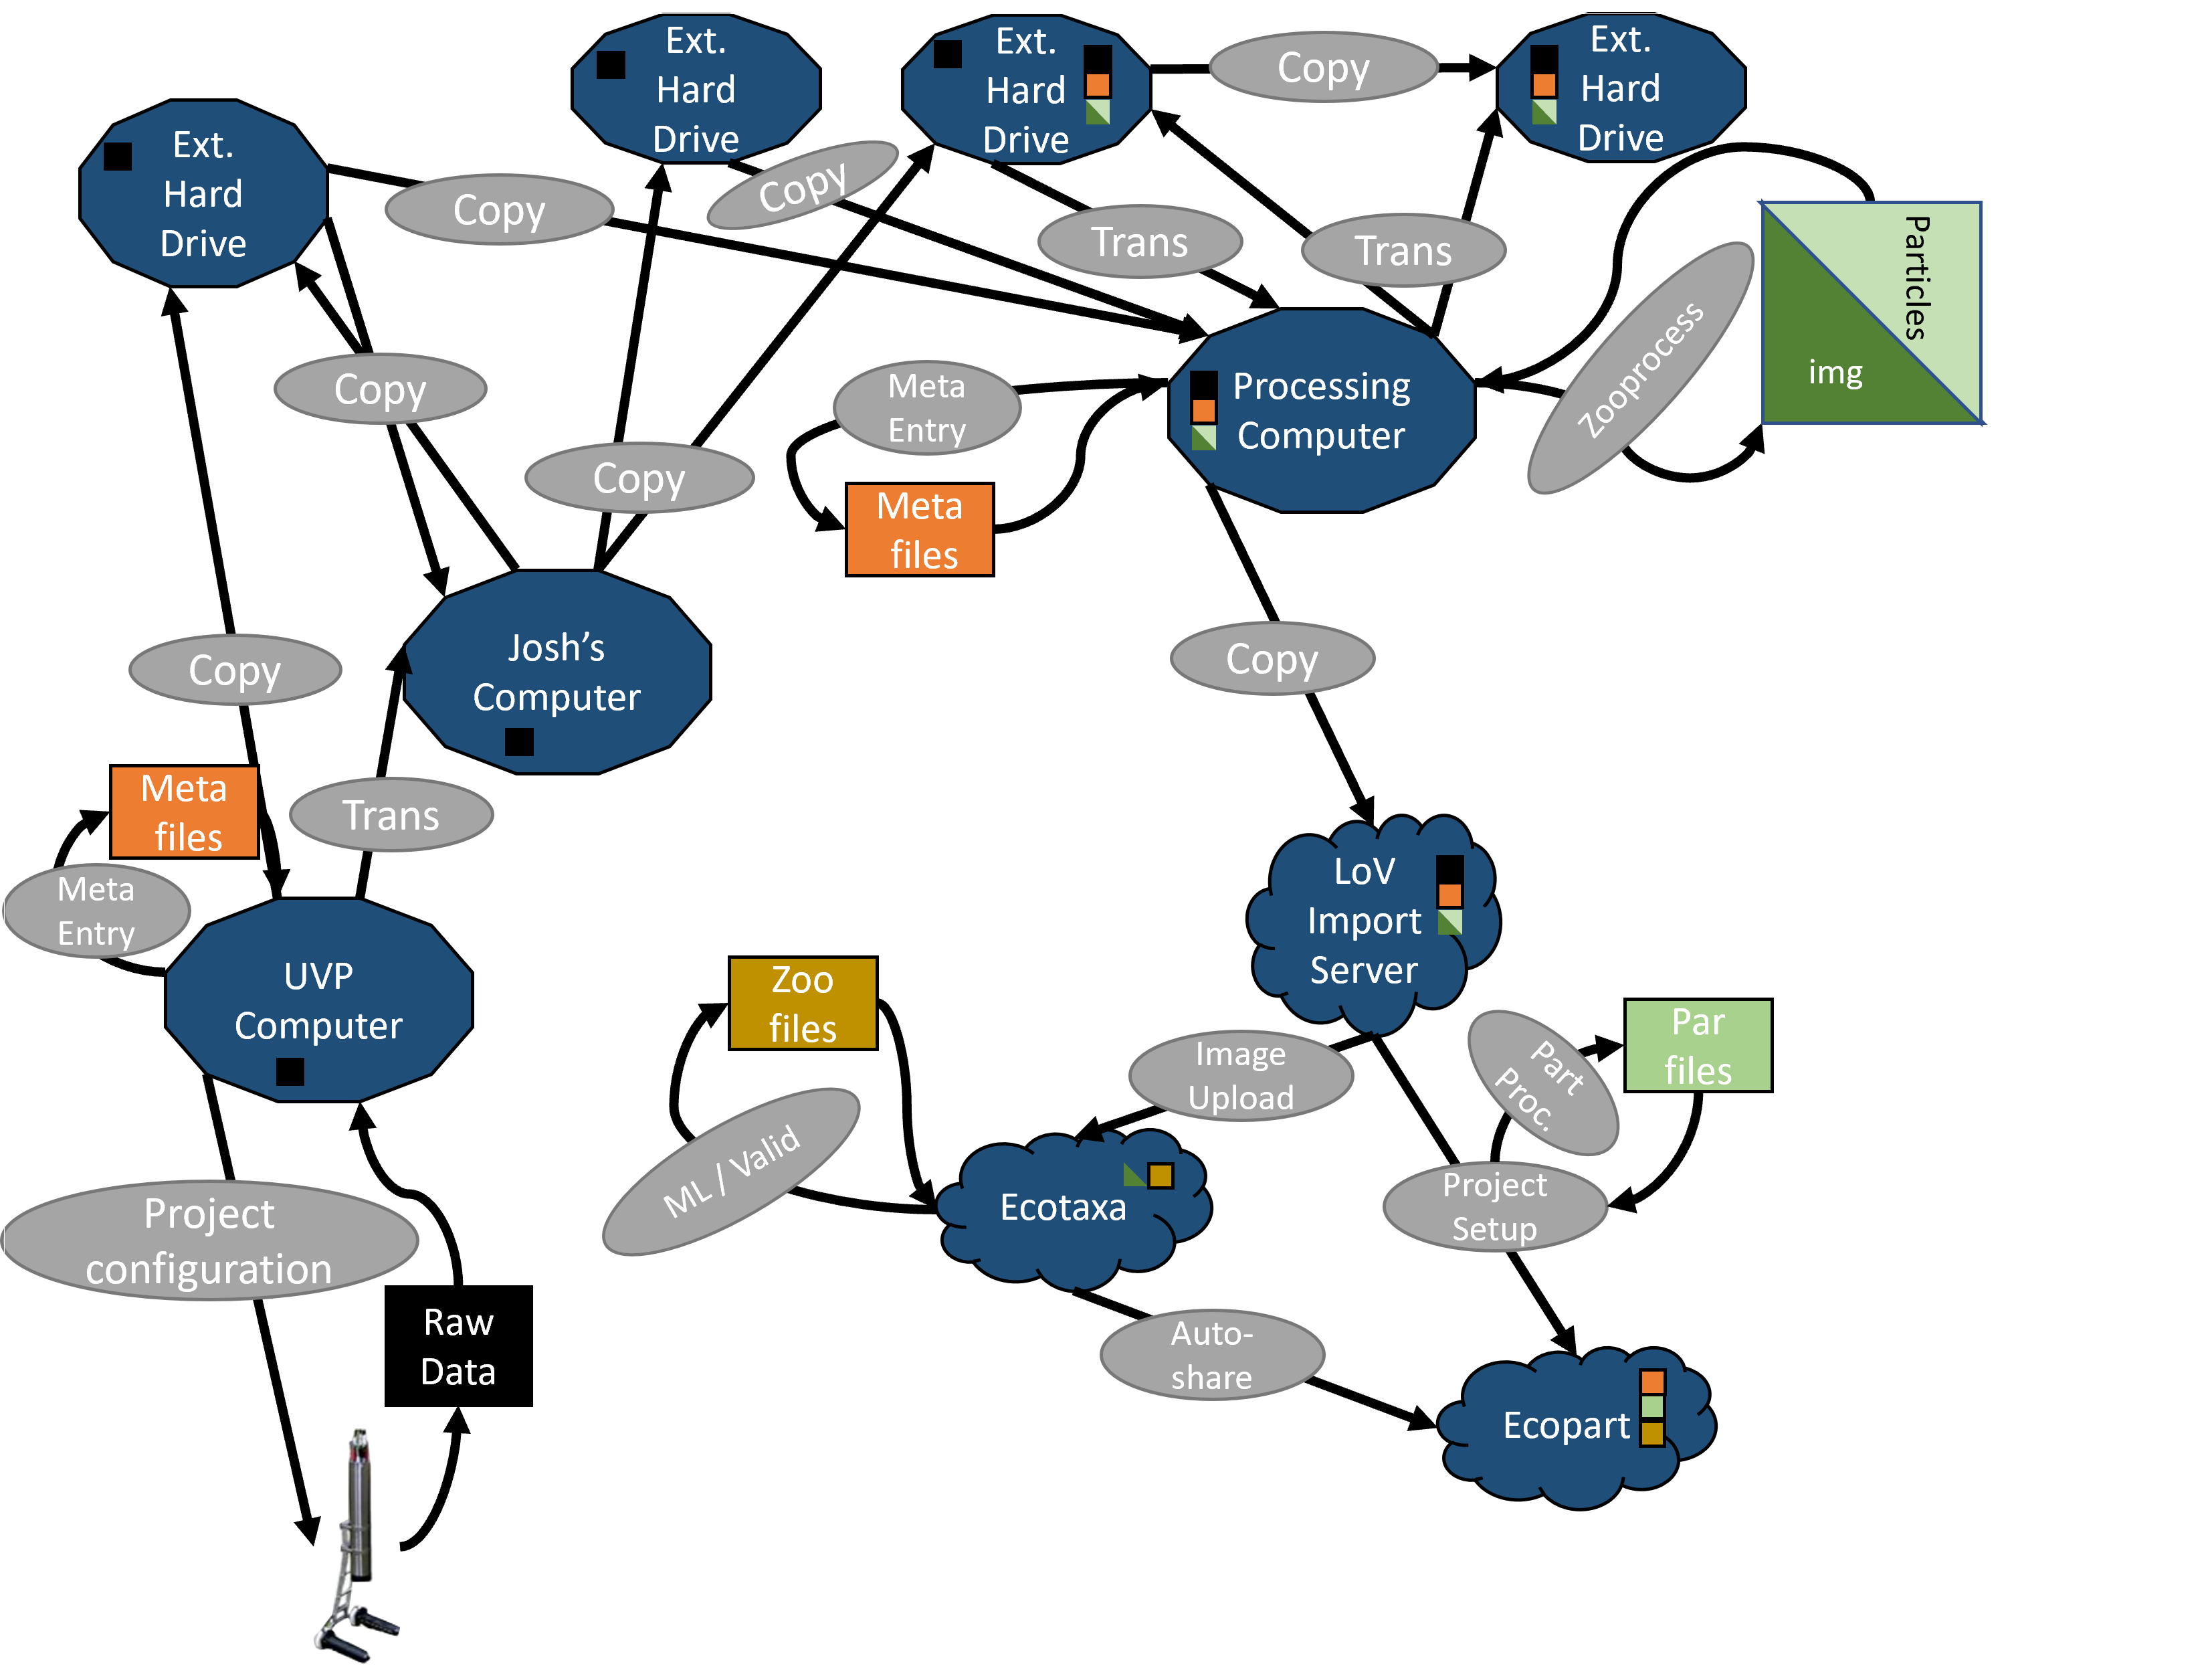 Ext.
Hard
Drive
Ext.
Hard
Drive
Ext.
Hard
Drive
Copy
Ext.
Hard
Drive
Copy
Copy
Trans
Trans
Particles
img
Zooprocess
Copy
Meta
Entry
Processing
Computer
Copy
Meta
files
Josh's
Computer
Copy
Copy
Meta
files
Trans
Meta
Entry
UVP
Computer
LoV
Import
Server
Zoo
files
Image
Upload
Part
Proc.
Par
files
ML / Valid
Ecotaxa
Project
Setup
Project
configuration
Raw
Data
Auto-
share
Ecopart